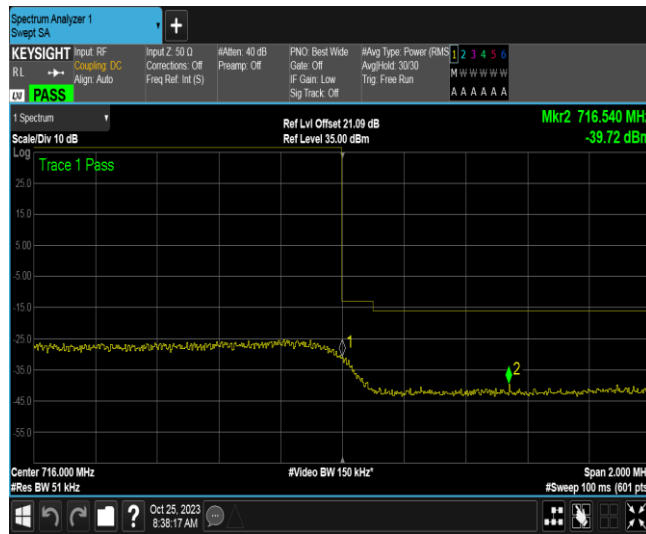 Spectrum Analyzer 1
Swept SA
+
KEYSIGHT
RL
LXI PASS
Input: RF
Coupling: DC
Align: Auto
Input Z: 50 Ω
Corrections: Off
Freq Ref: Int (S)
#Atten: 40 dB
Preamp: Off
PNO: Best Wide
Gate: Off
IF Gain: Low
Sig Track: Off
#Avg Type: Power (RMS
Avg|Hold: 30/30
Trig: Free Run
1 2 3 4 5 6
M W W W W W
A A A A A A
1 Spectrum
Scale/Div 10 dB
Ref Lvl Offset 21.09 dB
Ref Level 35.00 dBm
Mkr2 716.540 MHz
-39.72 dBm
Log
Trace 1 Pass
25.0
15.0
5.00
-5.00
-15.0
-25.0
-35.0
-45.0
-55.0
1
2
Center 716.000 MHz
#Res BW 51 kHz
#Video BW 150 kHz*
Span 2.000 MH
#Sweep 100 ms (601 pts
?
Oct 25, 2023
8:38:17 AM